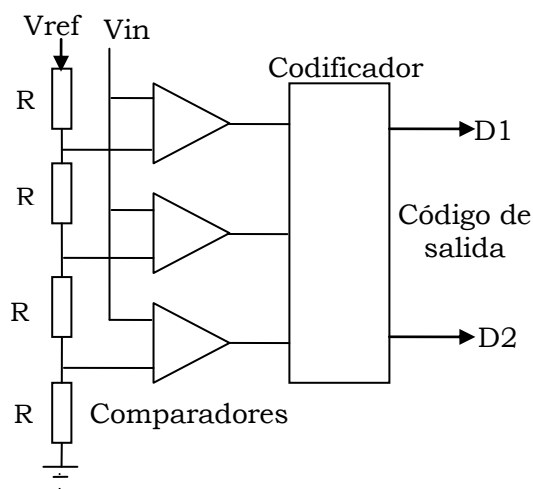 Vref Vin
Codificador
R
D1
R
Código de
salida
R
D2
R
Comparadores